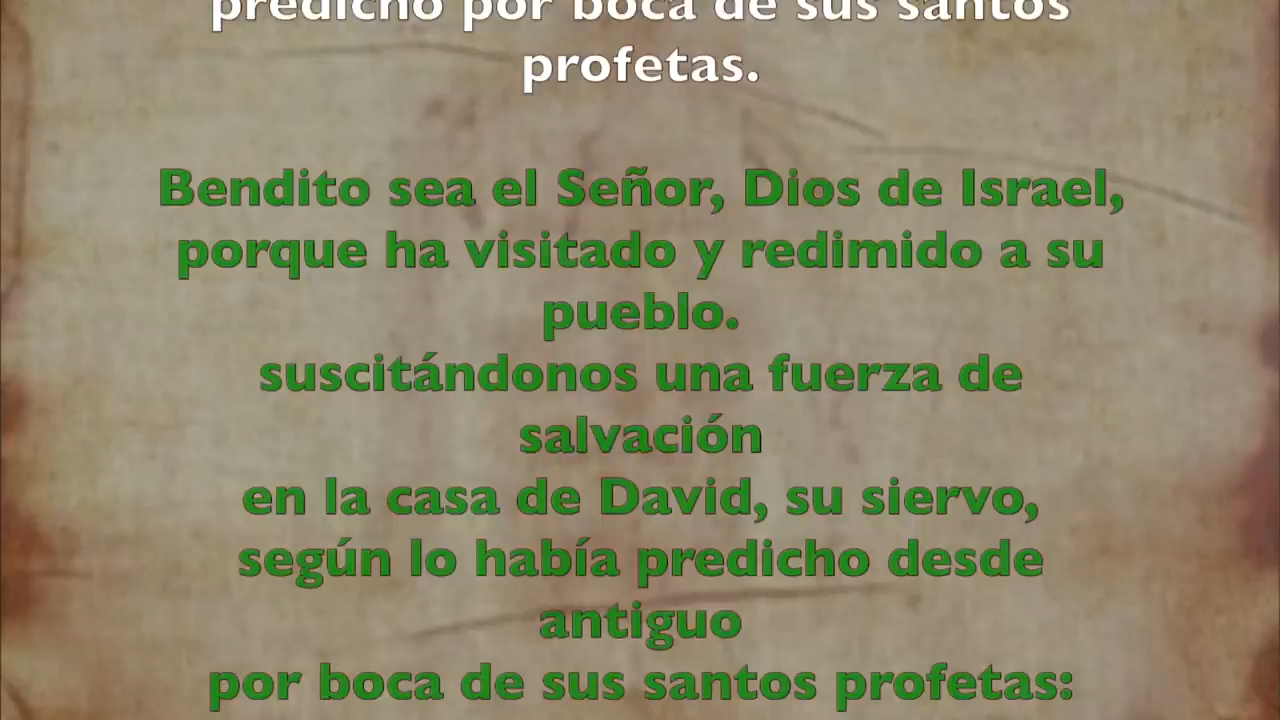 predicho por boca de sus santos
profetas.
Bendito sea el Señor, Dios de Israel,
porque ha visitado y redimido a su
pueblo.
suscitándonos una fuerza de
salvación
en la casa de David, su siervo,
según lo había predicho desde
antiguo
por boca de sus santos profetas: